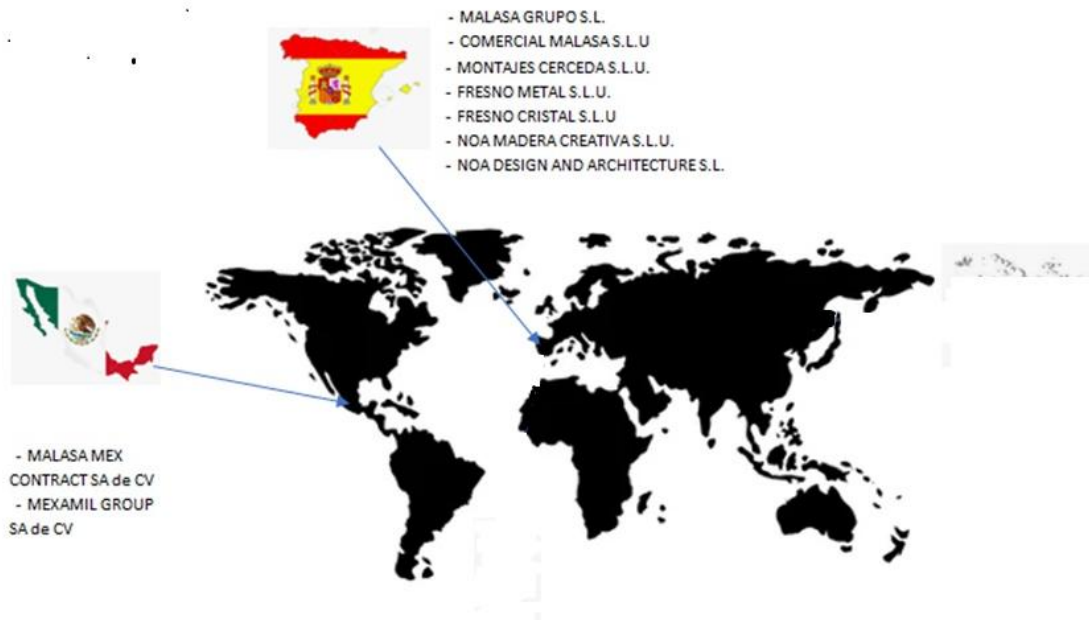 - MALASA GRUPO S.L.
- COMERCIAL MALASA S.L.U
- MONTAJES CERCEDA S.L.U.
- FRESNO METAL S.L.U.
- FRESNO CRISTAL S.L.U
- NOA MADERA CREATIVA S.L.U.
- NOA DESIGN AND ARCHITECTURE S.L.
- MALASA MEX
CONTRACT SA de CV
- MEXAMIL GROUP
SA de CV